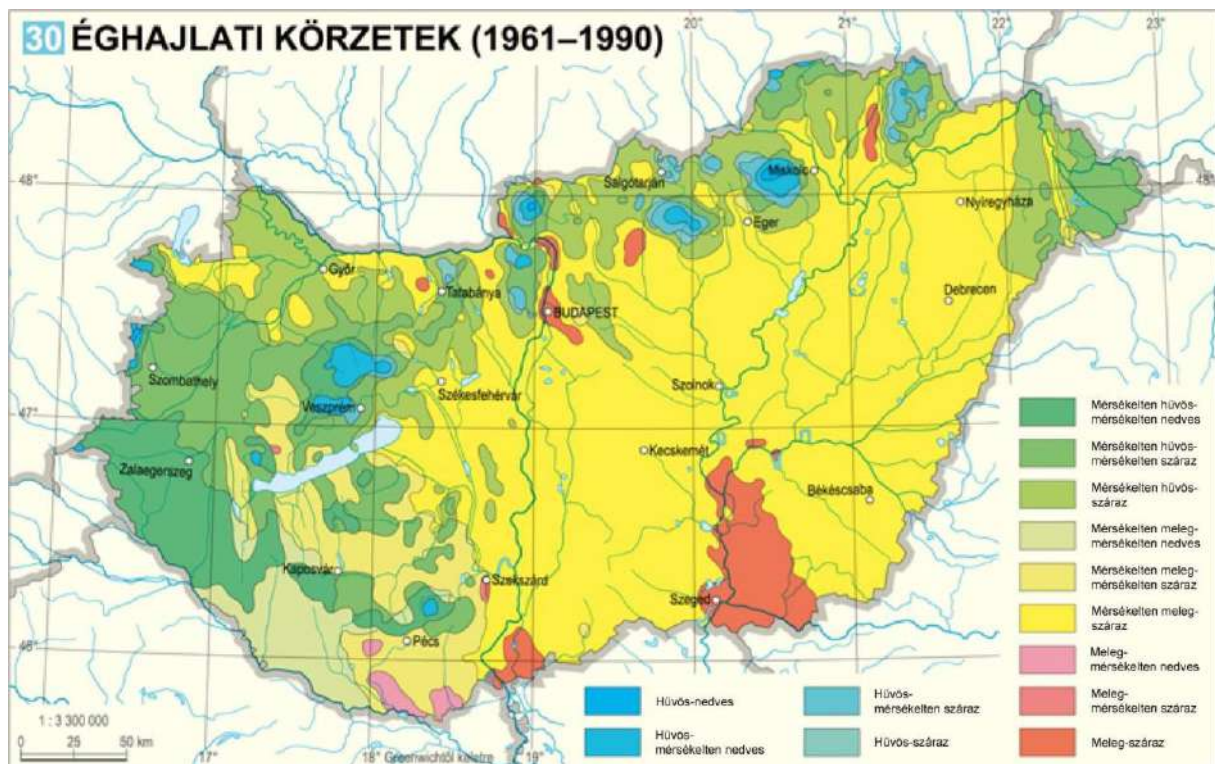 30 ÉGHAJLATI KÖRZETEK (1961–1990)
20°
21°
22°
23°
48°
48°
Salgótarján
Miskolc
Nyíregyháza
Eger
Győr
Tatabánya
BUDAPEST
Debrecen
Szombathely
Székesfehérvár
Szolnok
Veszprém
47°
47°
Zalaegerszeg
Kecskemét
Békéscsaba
Kaposvár
Szekszárd
Szeged
Pécs
Mérsékelten hűvös-
mérsékelten nedves
Mérsékelten hűvös-
mérsékelten száraz
Mérsékelten hűvös-
száraz
Mérsékelten meleg-
mérsékelten nedves
Mérsékelten meleg-
mérsékelten száraz
Mérsékelten meleg-
száraz
Meleg-
mérsékelten nedves
Meleg-
mérsékelten száraz
Meleg-száraz
Hűvös-nedves
Hűvös-
mérsékelten nedves
Hűvös-
mérsékelten száraz
Hűvös-száraz
1 : 3 300 000
0 25 50 km
17°
18° Greenwichtől keletre
19°